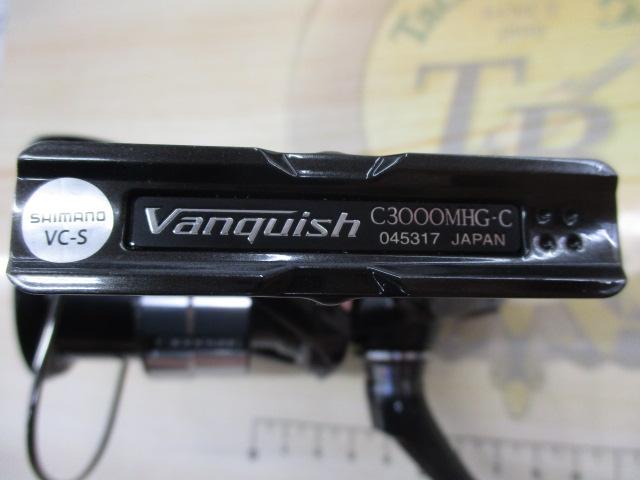 SHIMANO
VC-S
Vanquish C3000MHG-C
045317 JAPAN